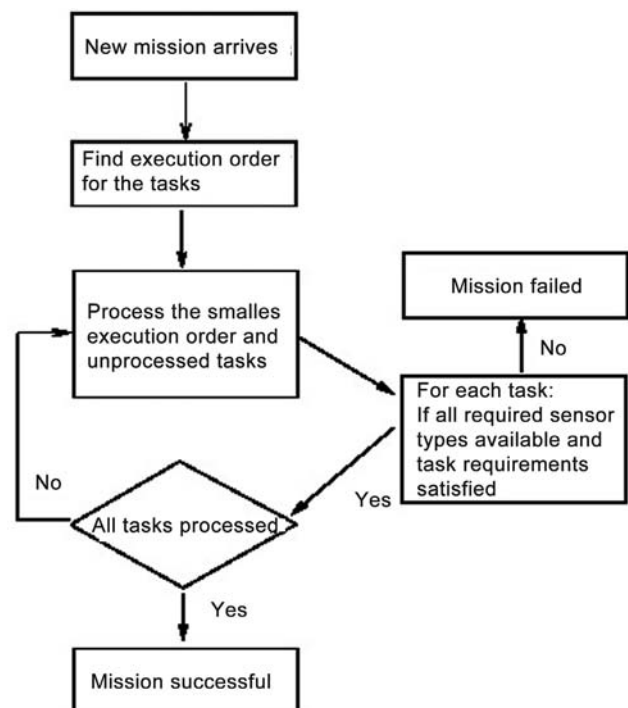 New mission arrives
Find execution order
for the tasks
Process the smalles
execution order and
unprocessed tasks
Mission failed
No
For each task:
If all required sensor
types available and
task requirements
satisfied
Yes
No
All tasks processed
Yes
Mission successful